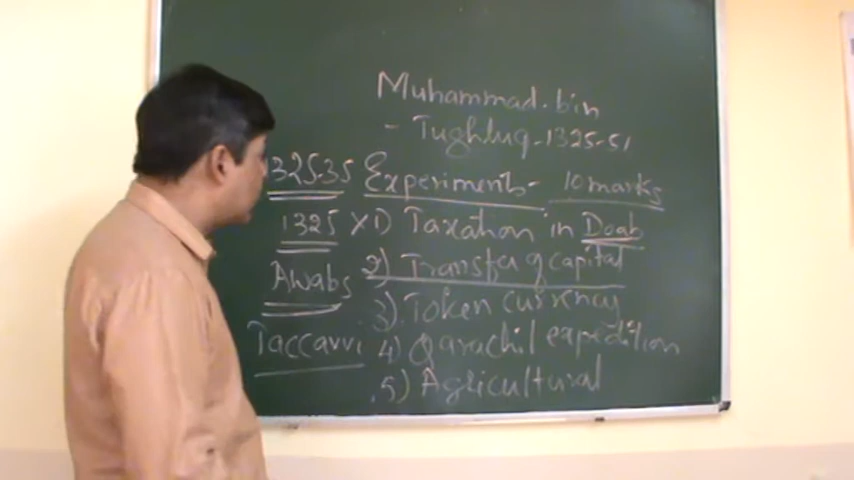 Muhammad.bin
- Tughluq-1325-51
1325.35 Experiments- 10 marks
1325 X 1) Taxation in Doab
Awabs 2) Transfer of capital
3) Token currency
Taccavvi 4) Qarachil expedition
5) Agricultural